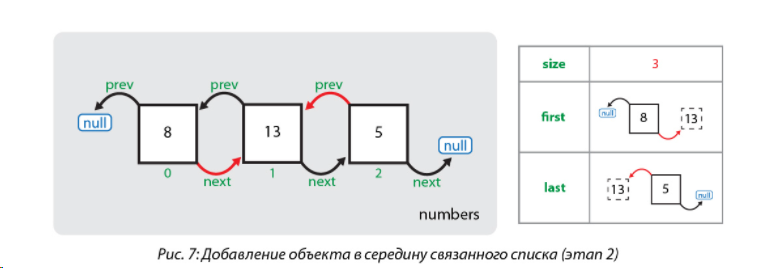 prev prev prev
null 8 13 5 null
0 next 1 next 2 next
numbers
size 3
first null 8 13
last 13 5 null
Рис. 7: Добавление объекта в середину связанного списка (этап 2)